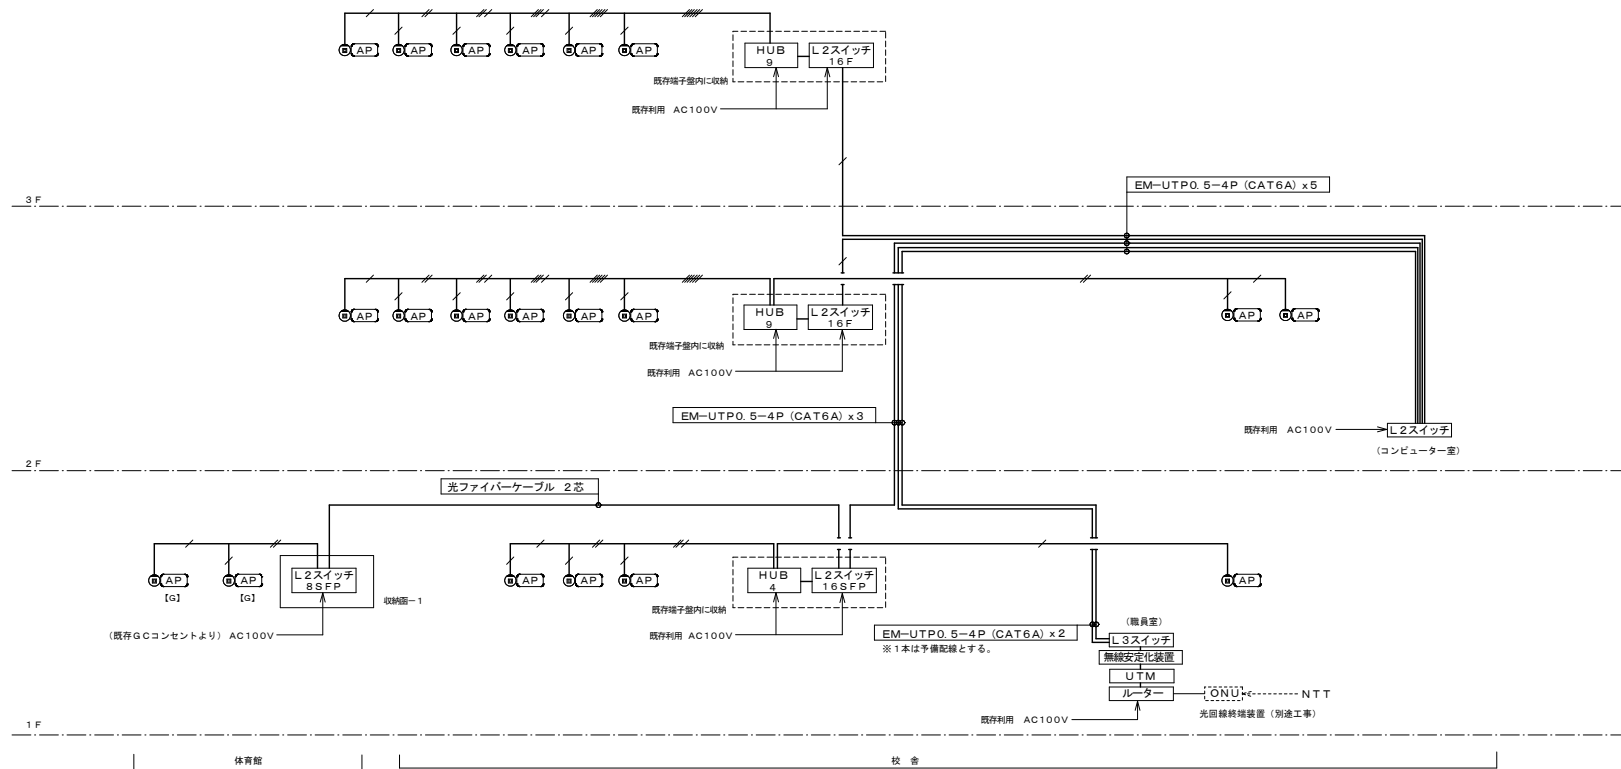 AP AP AP AP AP AP
HUB
9
L2スイッチ
16F
既存端子盤内に収納
既存利用 AC100V
EM-UTP0.5-4P (CAT6A) x5
3F
AP AP AP AP AP AP
HUB
9
L2スイッチ
16F
AP AP
既存端子盤内に収納
既存利用 AC100V
EM-UTP0.5-4P (CAT6A) x3
既存利用 AC100V
L2スイッチ
(コンピューター室)
2F
光ファイバーケーブル 2芯
AP AP
【G】 【G】
L2スイッチ
8SFP
収納函-1
(既存GCコンセントより) AC100V
AP AP AP
HUB
4
L2スイッチ
16SFP
AP
既存端子盤内に収納
既存利用 AC100V
EM-UTP0.5-4P (CAT6A) x2
※1本は予備配線とする。
(職員室)
L3スイッチ
無線安定化装置
UTM
ルーター
ONU
NTT
光回線終端装置 (別途工事)
既存利用 AC100V
1F
体育館
校 舎